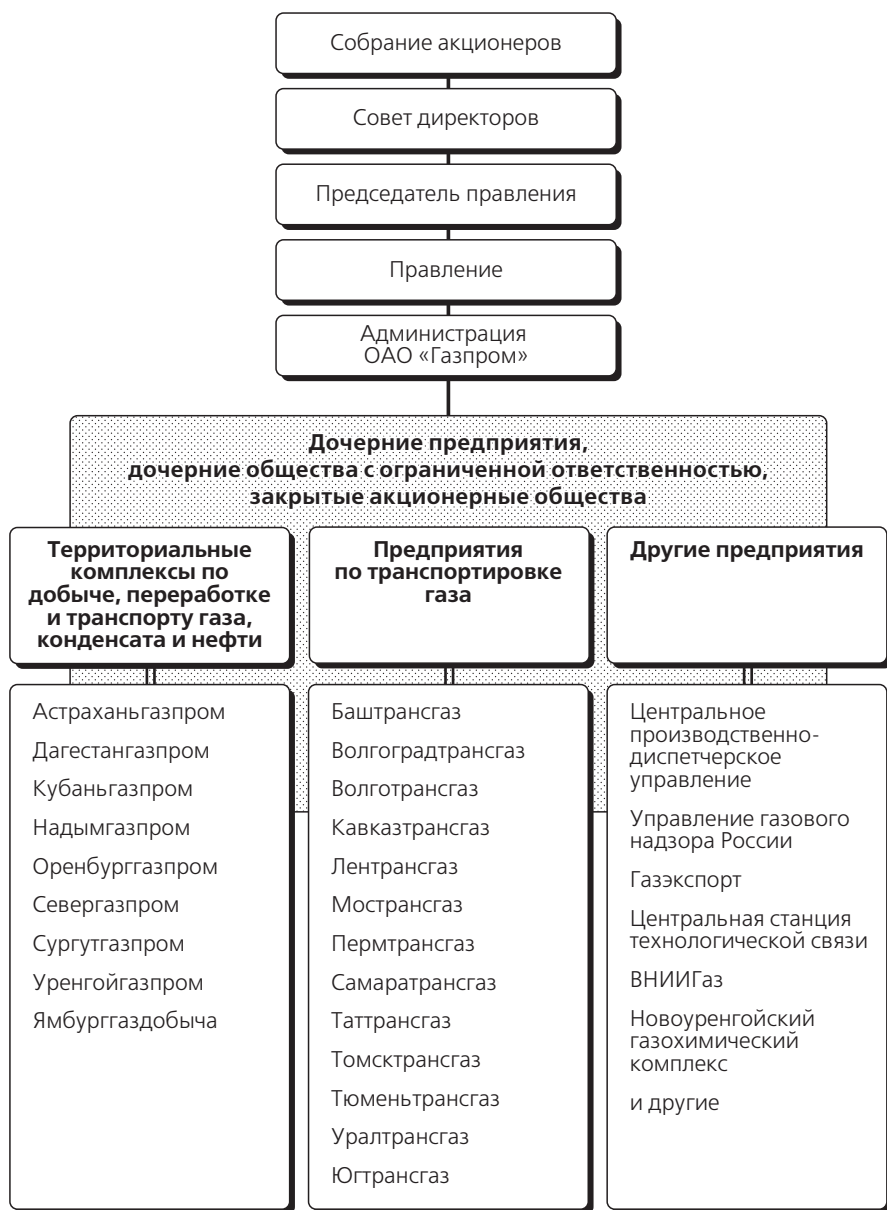 Собрание акционеров
Совет директоров
Председатель правления
Правление
Администрация
ОАО «Газпром»
Дочерние предприятия,
дочерние общества с ограниченной ответственностью,
закрытые акционерные общества
Территориальные
комплексы по
добыче, переработке
и транспорту газа,
конденсата и нефти
Астраханьгазпром
Дагестангазпром
Кубаньгазпром
Надымгазпром
Оренбурггазпром
Севергазпром
Сургутгазпром
Уренгойгазпром
Ямбурггаздобыча
Предприятия
по транспортировке
газа
Баштрансгаз
Волгоградтрансгаз
Волготрансгаз
Кавказтрансгаз
Лентрансгаз
Мострансгаз
Пермтрансгаз
Самаратрансгаз
Таттрансгаз
Томсктрансгаз
Тюменьтрансгаз
Уралтрансгаз
Югтрансгаз
Другие предприятия
Центральное
производственно-
диспетчерское
управление
Управление газового
надзора России
Газэкспорт
Центральная станция
технологической связи
ВНИИГаз
Новоуренгойский
газохимический
комплекс
и другие